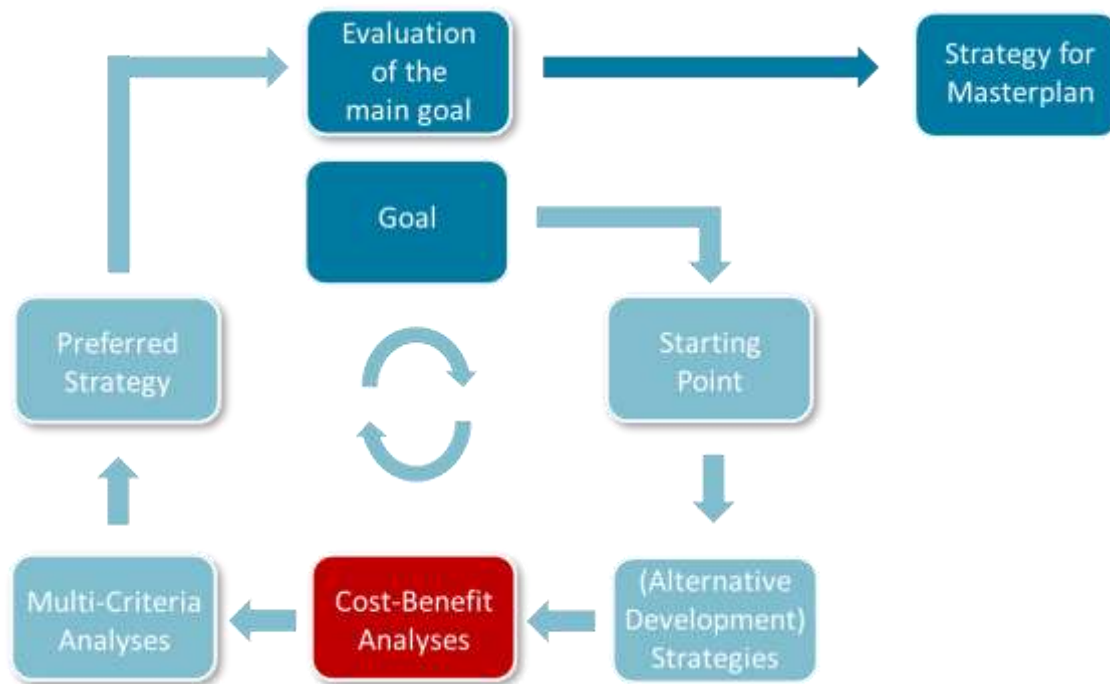 Evaluation
of the
main goal
Strategy for
Masterplan
Goal
Preferred
Strategy
Starting
Point
Multi-Criteria
Analyses
Cost-Benefit
Analyses
(Alternative
Development)
Strategies